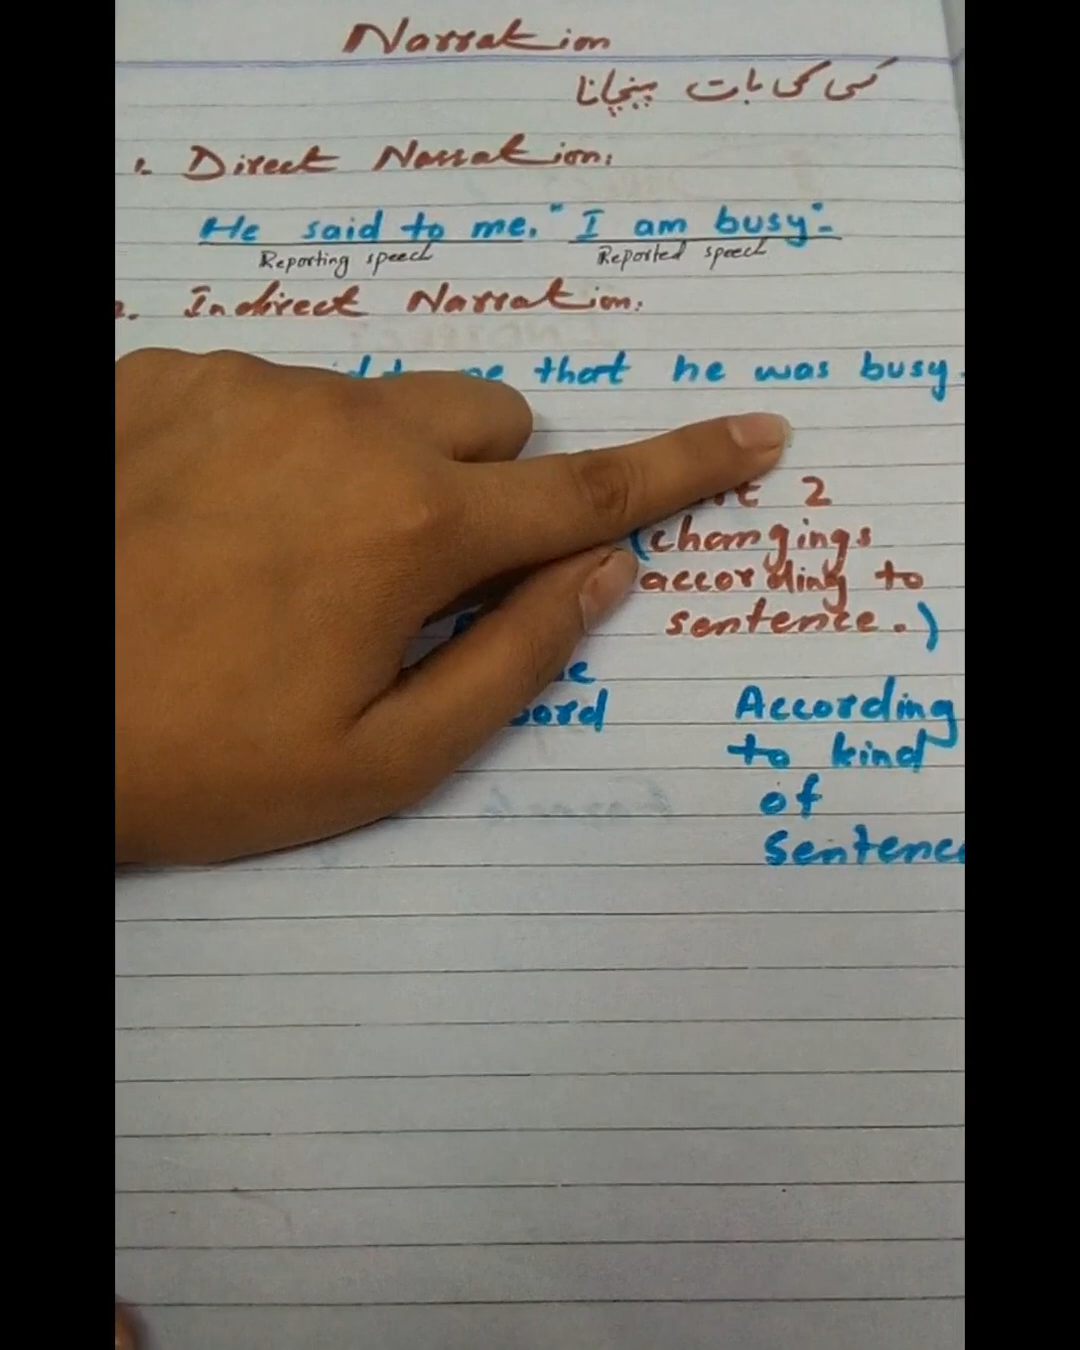 Narration
کسی کی بات پہنچانا
1. Direct Narration:
He said to me, "I am busy".
Reporting speech Reported speech
2. Indirect Narration:
me that he was busy.
2
(changings
according to
sentence.)
According
to kind
of
Sentence